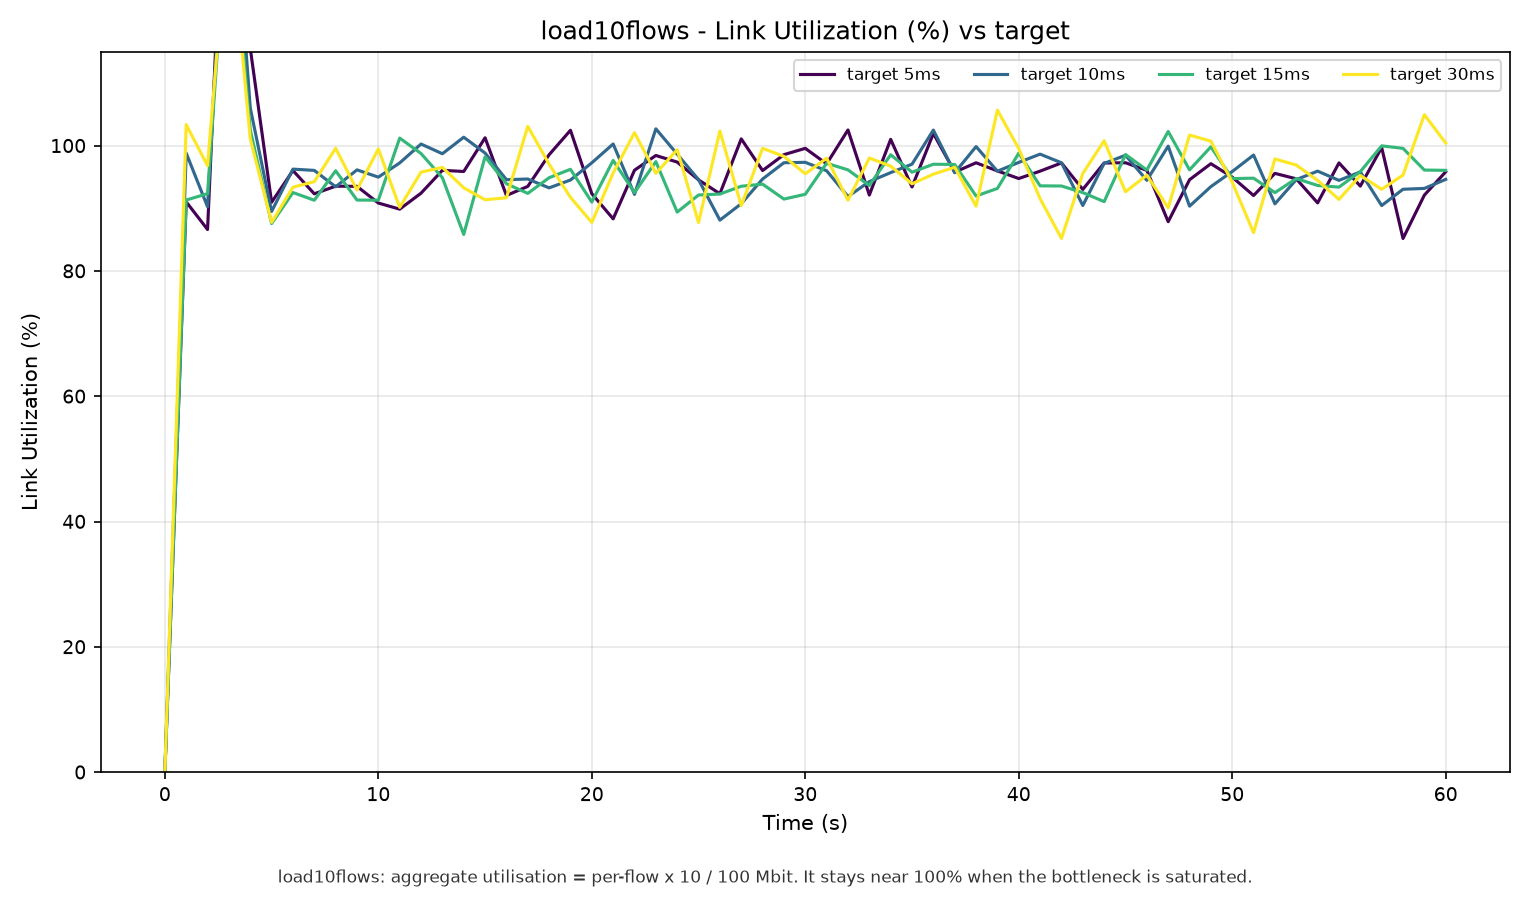 load10flows - Link Utilization (%) vs target
target 5ms
target 10ms
target 15ms
target 30ms
Link Utilization (%)
100
80
60
40
20
0
0
10
20
30
40
50
60
Time (s)
load10flows: aggregate utilisation = per-flow x 10 / 100 Mbit. It stays near 100% when the bottleneck is saturated.